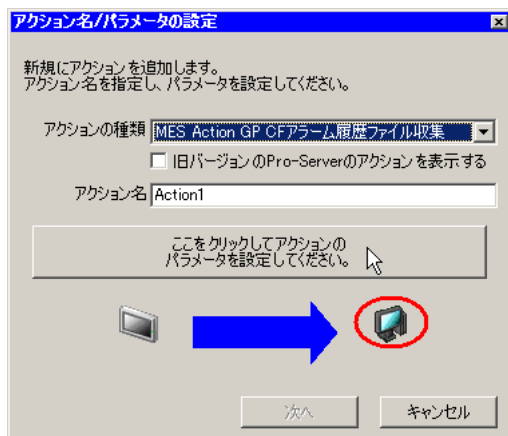 アクション名/パラメータの設定
新規にアクションを追加します。
アクション名を指定し、パラメータを設定してください。
アクションの種類 MES Action GP CFアラーム履歴ファイル収集
旧バージョンのPro-Serverのアクションを表示する
アクション名 Action1
ここをクリックしてアクションの
パラメータを設定してください。
次へ キャンセル